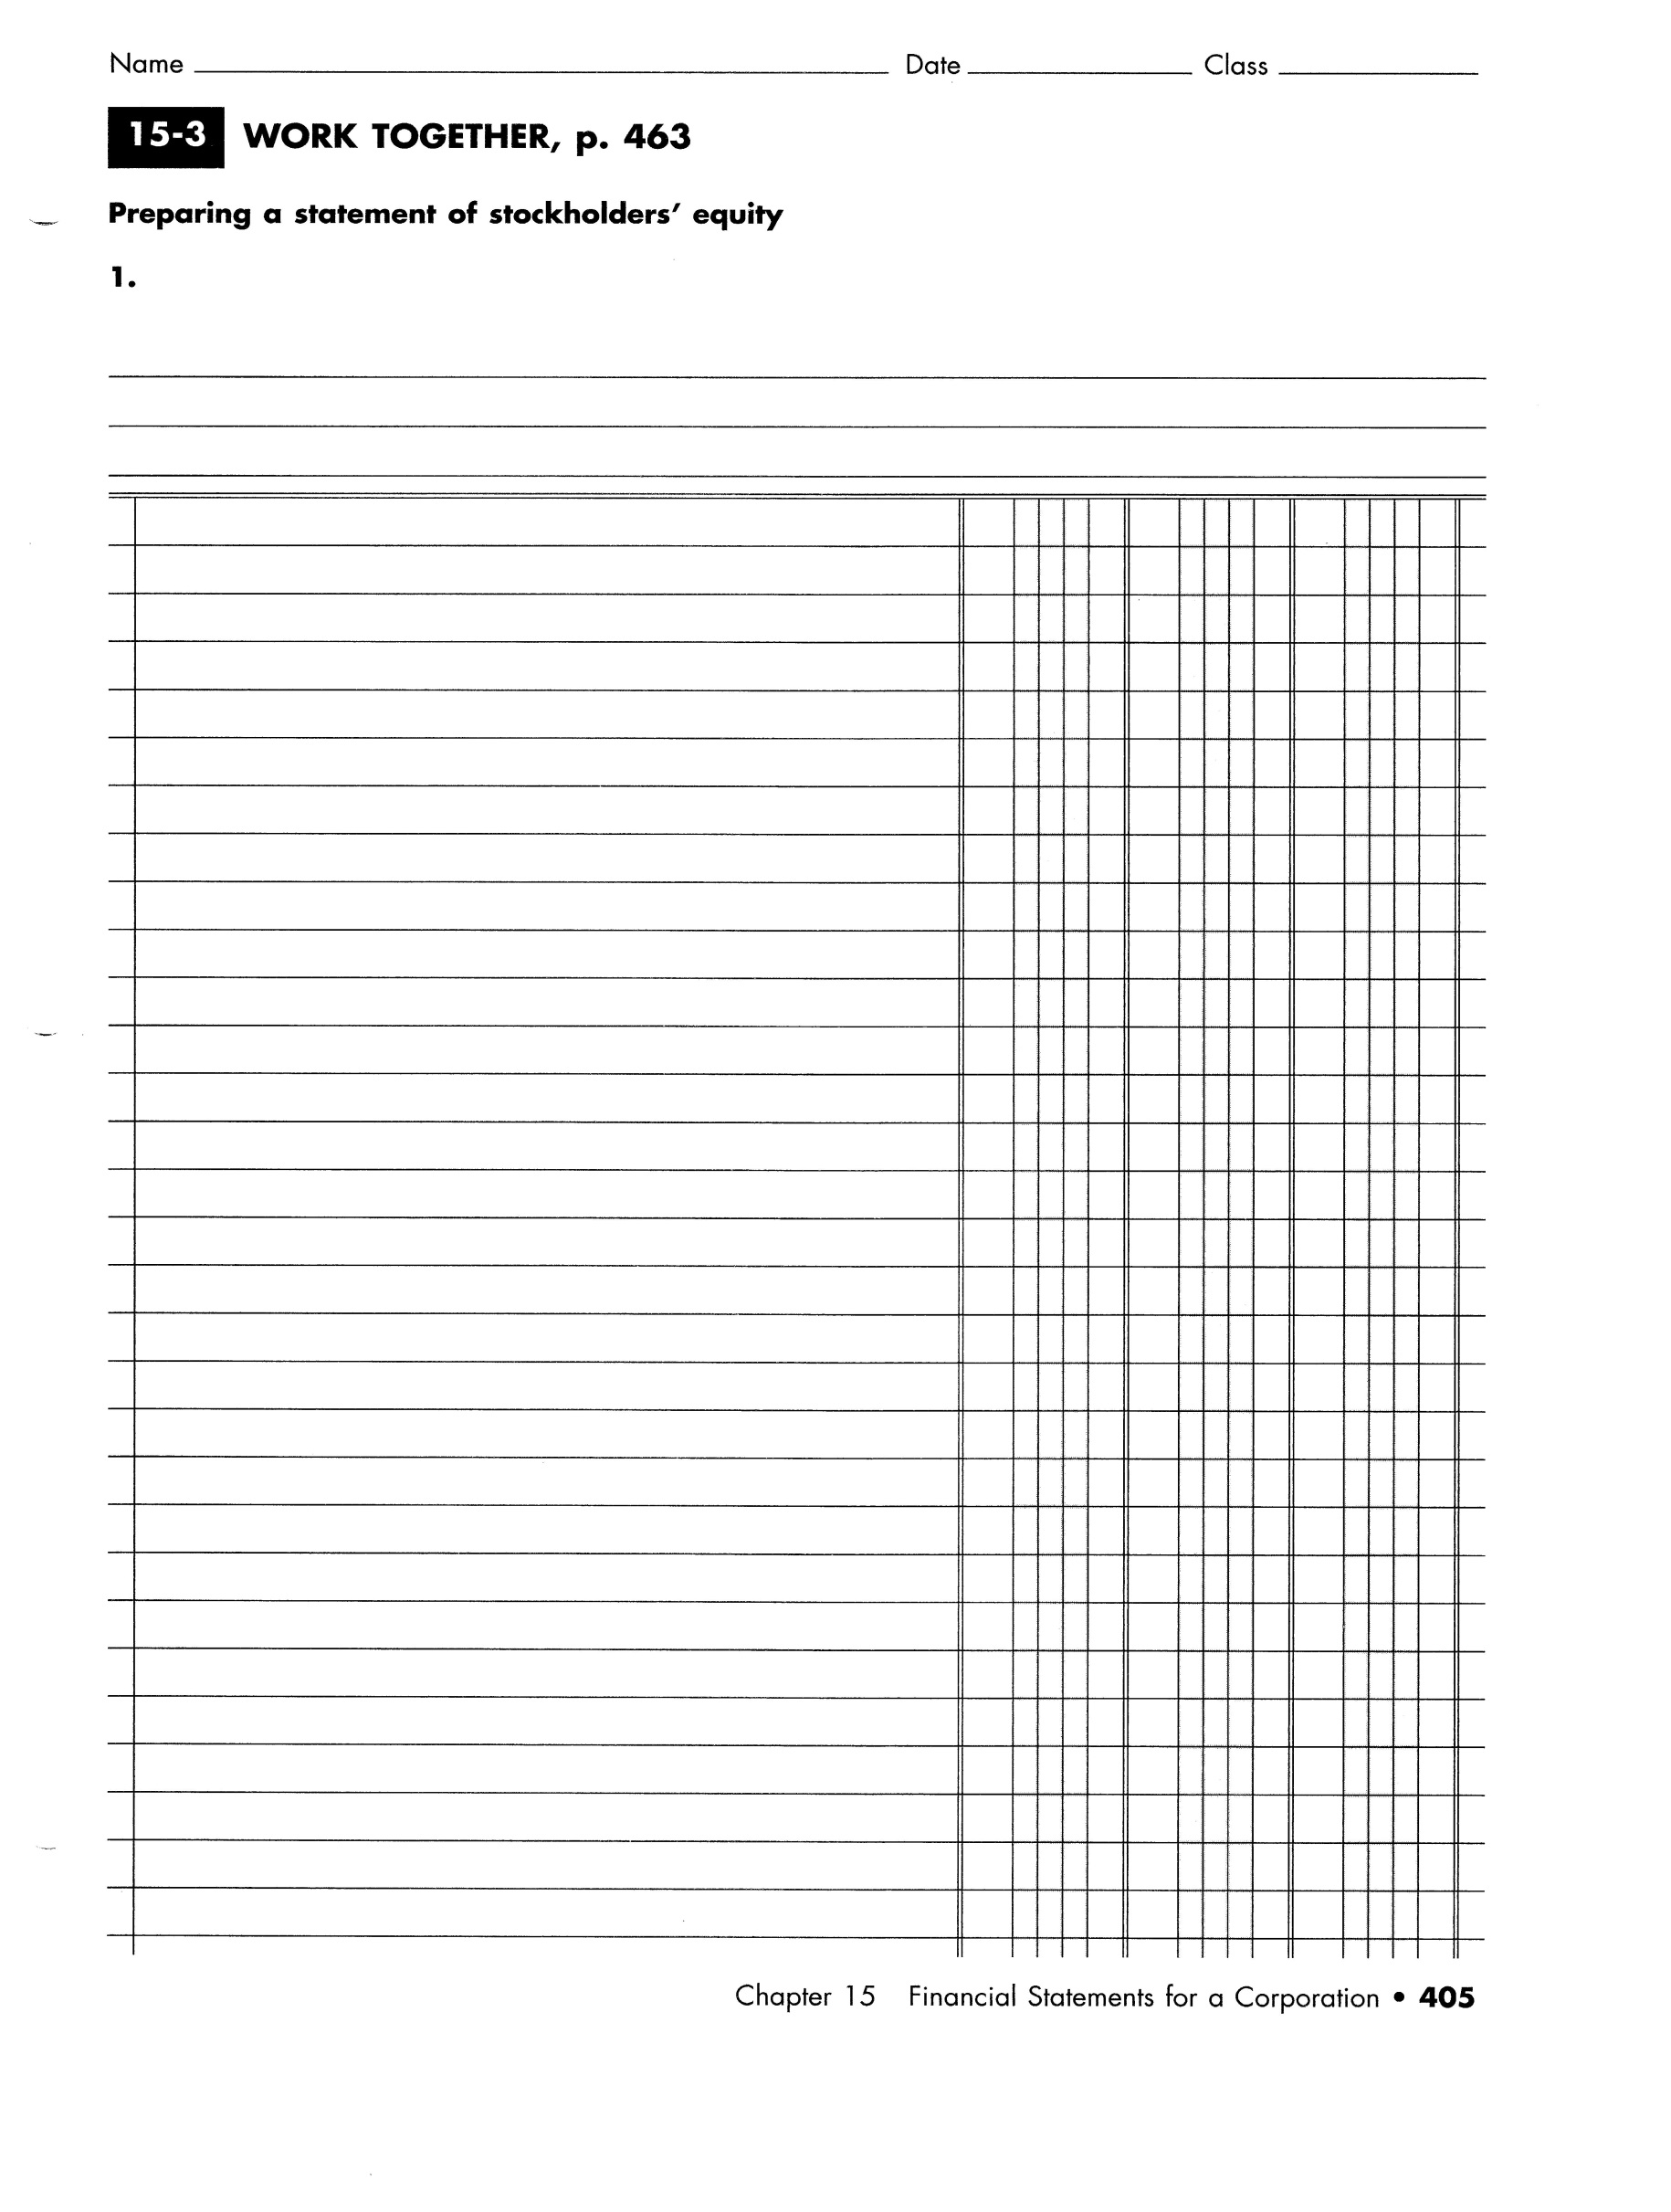 Name Date Class
15-3 WORK TOGETHER, p. 463
Preparing a statement of stockholders' equity
1.
Chapter 15 Financial Statements for a Corporation • 405